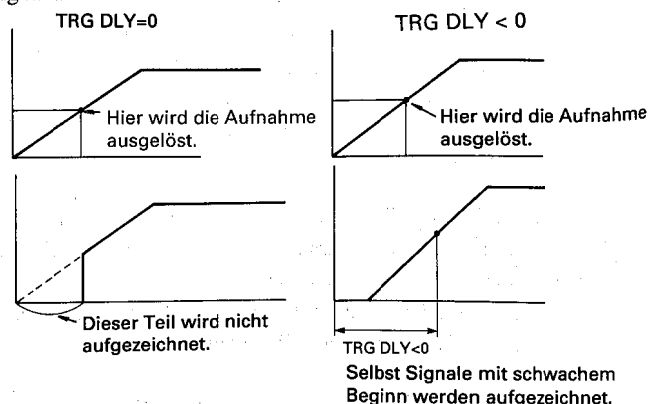 TRG DLY=0
Hier wird die Aufnahme
ausgelöst.
Dieser Teil wird nicht
aufgezeichnet.
TRG DLY < 0
Hier wird die Aufnahme
ausgelöst.
TRG DLY<0
Selbst Signale mit schwachem
Beginn werden aufgezeichnet.